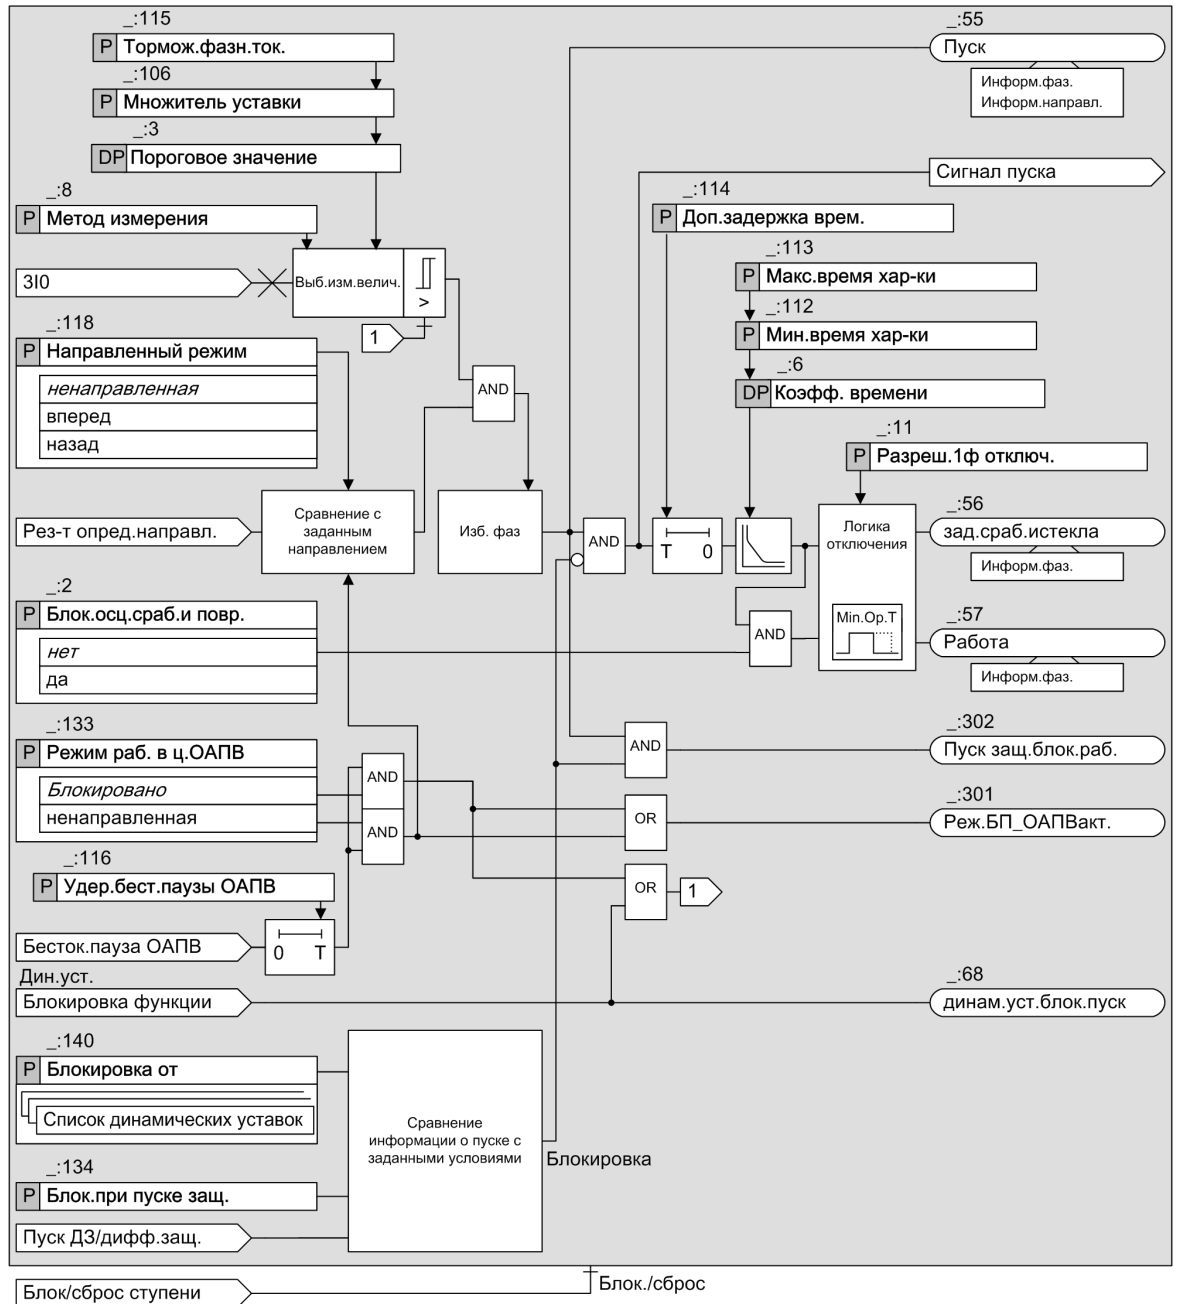 _:115
P Тормож.фазн.ток.
_:106
P Множитель уставки
_:3
DP Пороговое значение
_:8
P Метод измерения
3I0
Выб.изм.велич.
>
1
_:118
P Направленный режим
ненаправленная
вперед
назад
AND
Рез-т опред.направл.
Сравнение с
заданным
направлением
Изб. фаз
AND
_:55
Пуск
Информ.фаз.
Информ.направл.
Сигнал пуска
_:114
P Доп.задержка врем.
_:113
P Макс.время хар-ки
_:112
P Мин.время хар-ки
_:6
DP Коэфф. времени
_:11
P Разреш.1ф отключ.
T 0
Логика
отключения
Min.Op.T
_:56
зад.сраб.истекла
Информ.фаз.
_:2
P Блок.осц.сраб.и повр.
нет
да
AND
_:57
Работа
Информ.фаз.
_:133
P Режим раб. в ц.ОАПВ
Блокировано
ненаправленная
AND
AND
AND
_:302
Пуск защ.блок.раб.
OR
_:301
Реж.БП_ОАПВакт.
_:116
P Удер.бест.паузы ОАПВ
OR
1
Бесток.пауза ОАПВ
0 T
Дин.уст.
Блокировка функции
_:68
динам.уст.блок.пуск
_:140
P Блокировка от
Список динамических уставок
Сравнение
информации о пуске с
заданными условиями
Блокировка
_:134
P Блок.при пуске защ.
Пуск ДЗ/дифф.защ.
Блок/сброс ступени
Блок./сброс